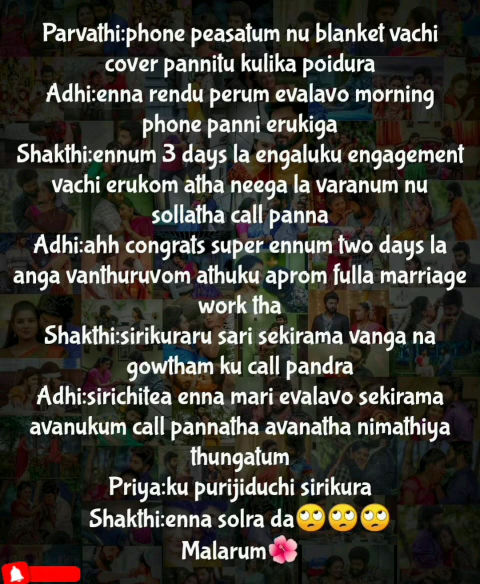 Parvathi:phone peasatum nu blanket vachi
cover pannitu kulika poidura
Adhi:enna rendu perum evalavo morning
phone panni erukiga
Shakthi:ennum 3 days la engaluku engagement
vachi erukom atha neega la varanum nu
sollatha call panna
Adhi:ahh congrats super ennum two days la
anga vanthuruvom athuku aprom fulla marriage
work tha
Shakthi:sirikuraru sari sekirama vanga na
gowtham ku call pandra
Adhi:sirichitea enna mari evalavo sekirama
avanukum call pannatha avanatha nimathiya
thungatum
Priya:ku purijiduchi sirikura
Shakthi:enna solra da🙄🙄🙄
Malarum🌺